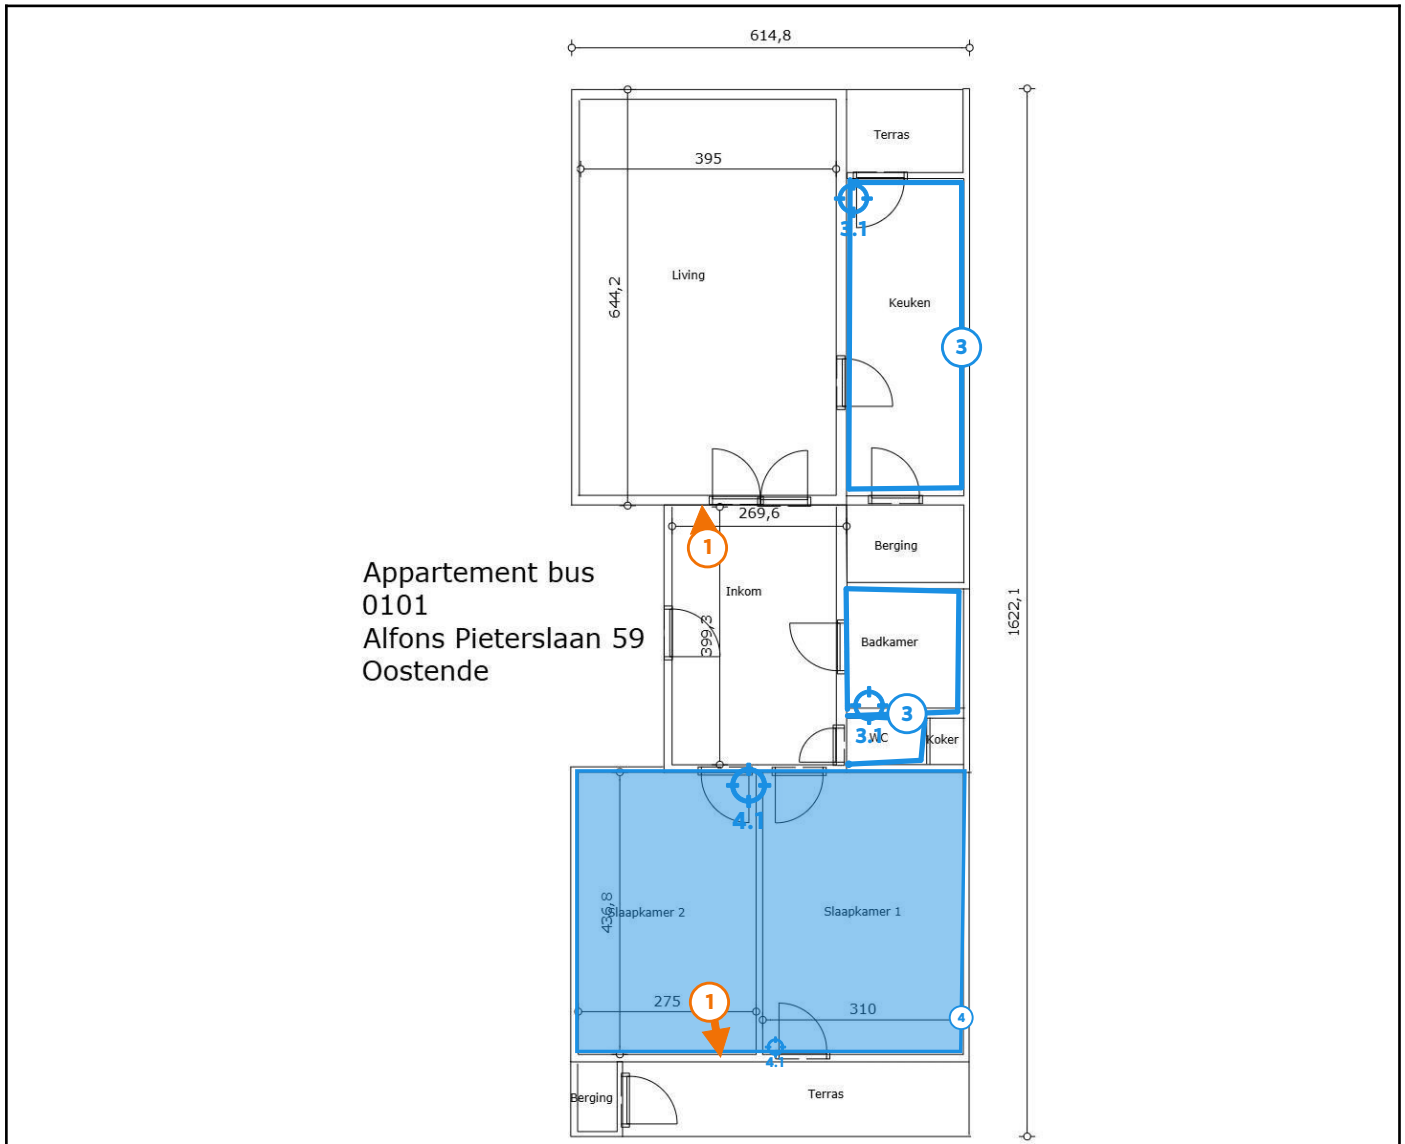 614,8
Terras
395
3.1
Living
644,2
Keuken
3
269,6
1
Berging
Appartement bus
0101
Alfons Pieterslaan 59
Oostende
Inkom
1622,1
399,3
Badkamer
3
3.1
WC
Koker
4.1
436,8
Slaapkamer 2
Slaapkamer 1
275
1
310
4
4.1
Berging
Terras